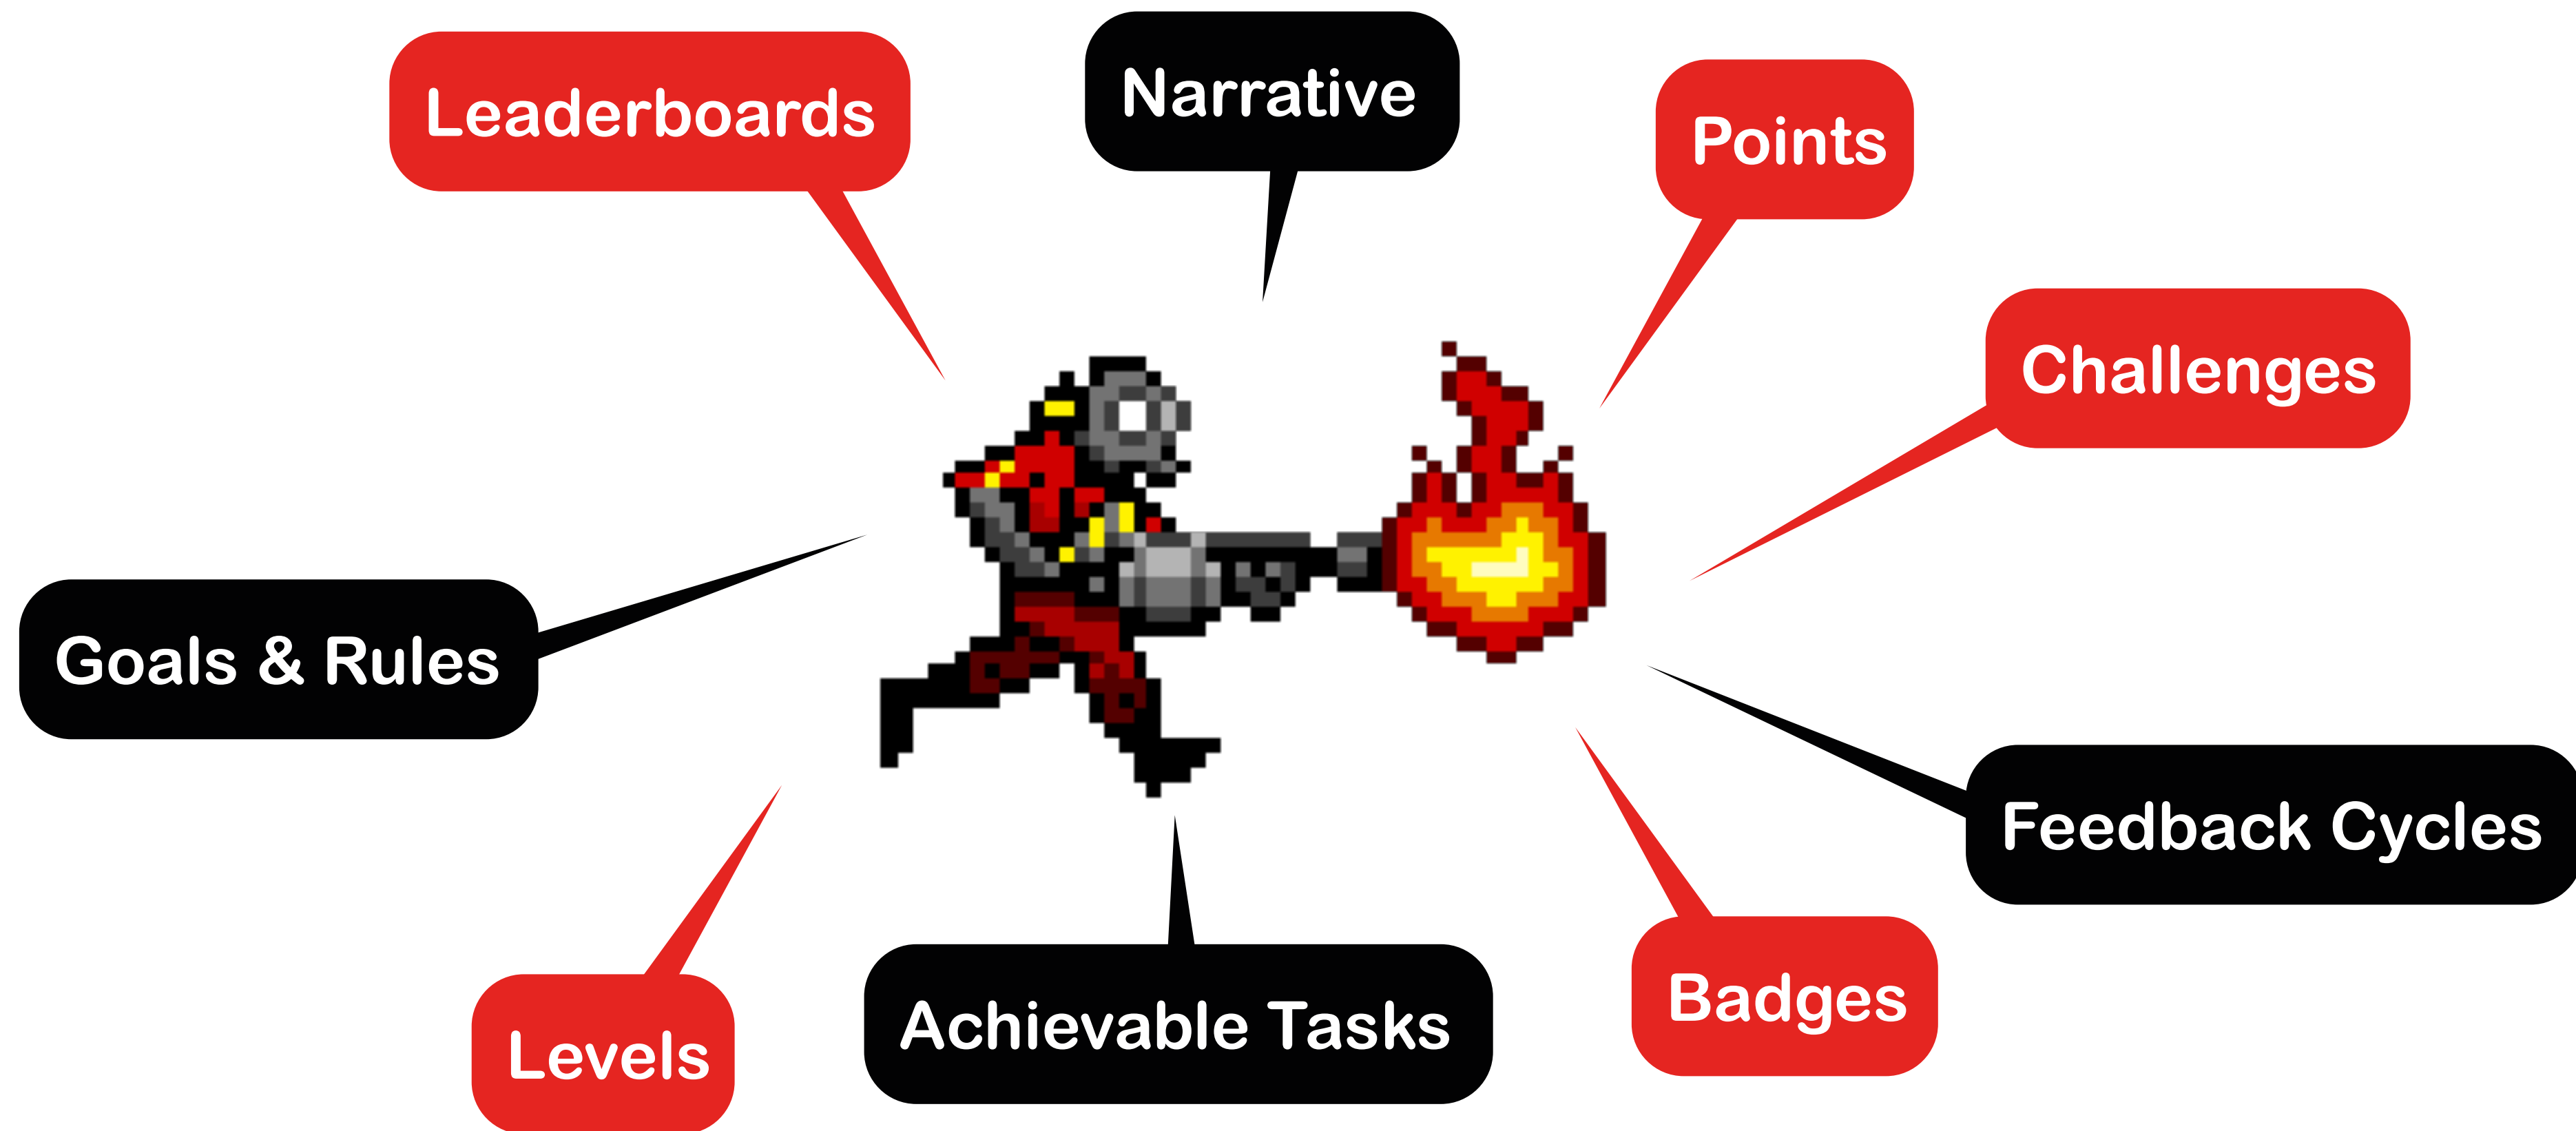 Leaderboards
Narrative
Points
Challenges
Goals & Rules
Feedback Cycles
Levels
Achievable Tasks
Badges